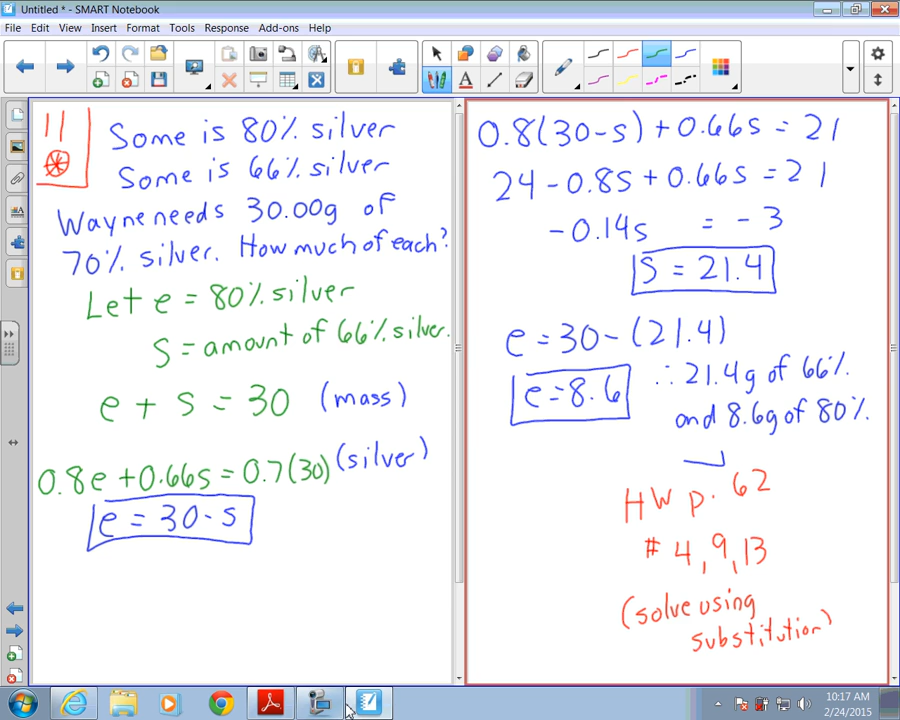 Untitled * - SMART Notebook
File Edit View Insert Format Tools Response Add-ons Help
11
Some is 80% silver
Some is 66% silver
Wayne needs 30.00g of
70% silver. How much of each?
Let e = 80% silver
s = amount of 66% silver.
e + s = 30 (mass)
0.8e + 0.66s = 0.7(30) (silver)
e = 30 - s
0.8(30-s) + 0.66s = 21
24 - 0.8s + 0.66s = 21
-0.14s = -3
s = 21.4
e = 30 - (21.4)
e = 8.6
∴ 21.4g of 66%
and 8.6g of 80%.
HW p. 62
# 4, 9, 13
(solve using
substitution)
10:17 AM
2/24/2015